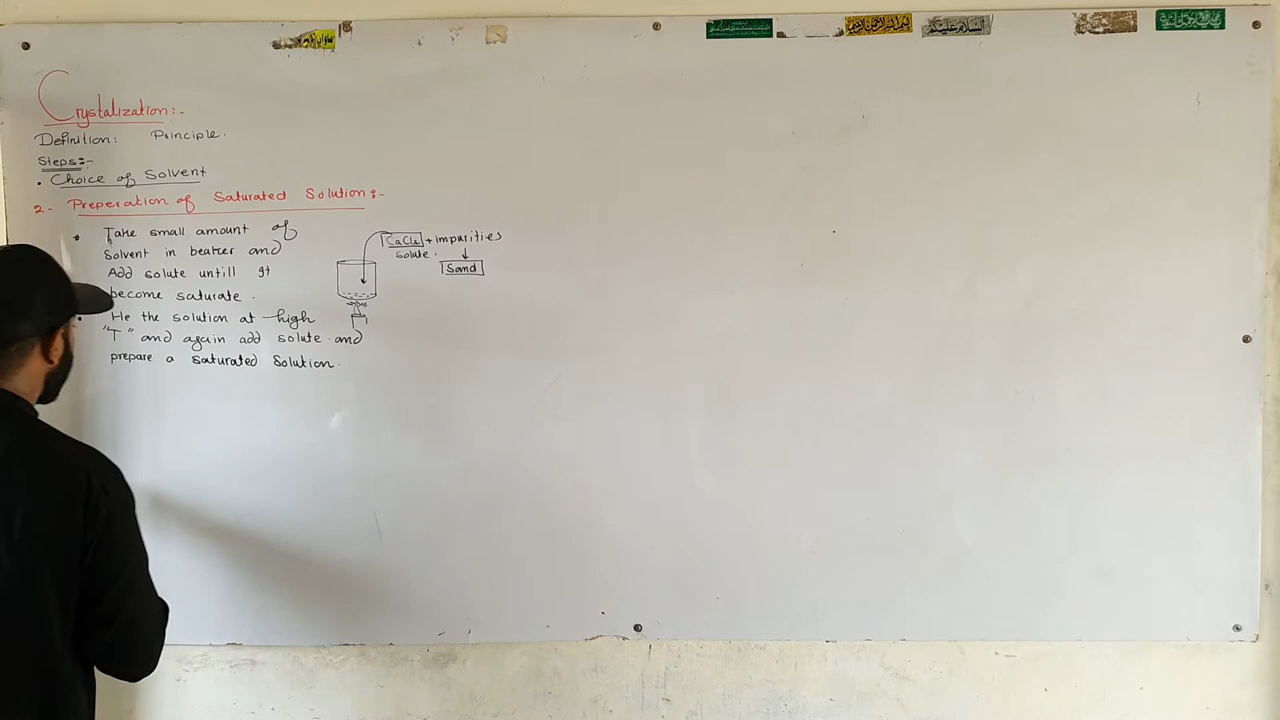 السلام علیکم
Crystalization:-
Definition: Principle.
Steps:-
• Choice of Solvent
2- Preperation of Saturated Solution:-
• Take small amount of
Solvent in beaker and
Add solute untill It
become saturate.
• He the solution at high
"T" and again add solute and
prepare a saturated Solution.
CaCl₂ + impurities
solute.
Sand